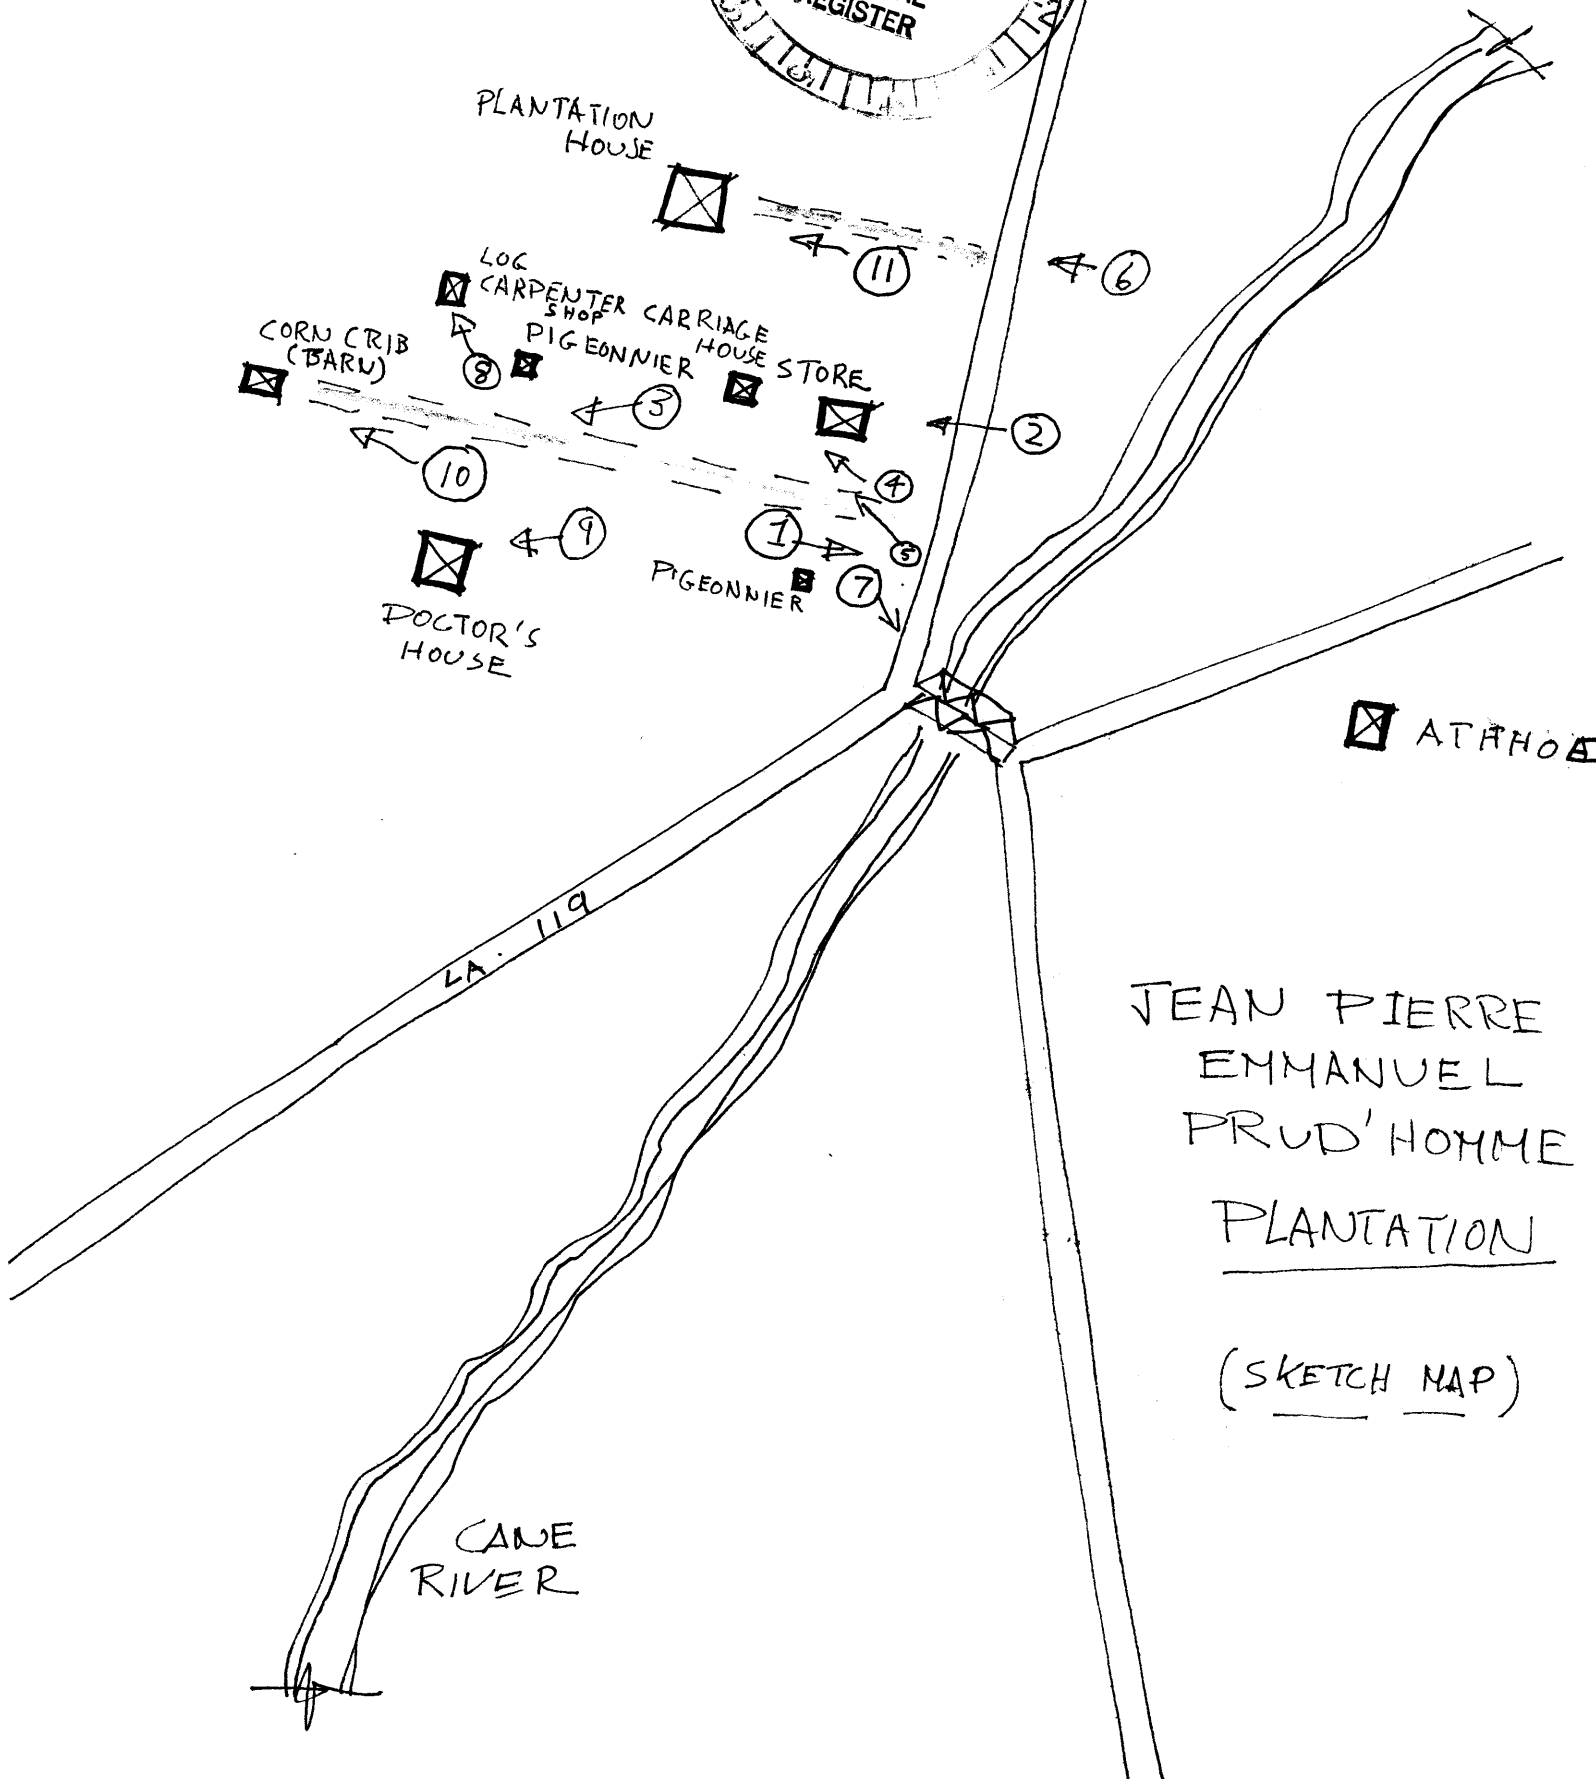 REGISTER
PLANTATION
HOUSE
11
6
LOG
CARPENTER
SHOP
CARRIAGE
HOUSE
CORN CRIB
(BARN)
8
PIGEONNIER
STORE
3
2
10
4
9
1
5
PIGEONNIER
7
DOCTOR'S
HOUSE
LA. 119
JEAN PIERRE
EMMANUEL
PRUD'HOMME
PLANTATION
(SKETCH MAP)
CANE
RIVER